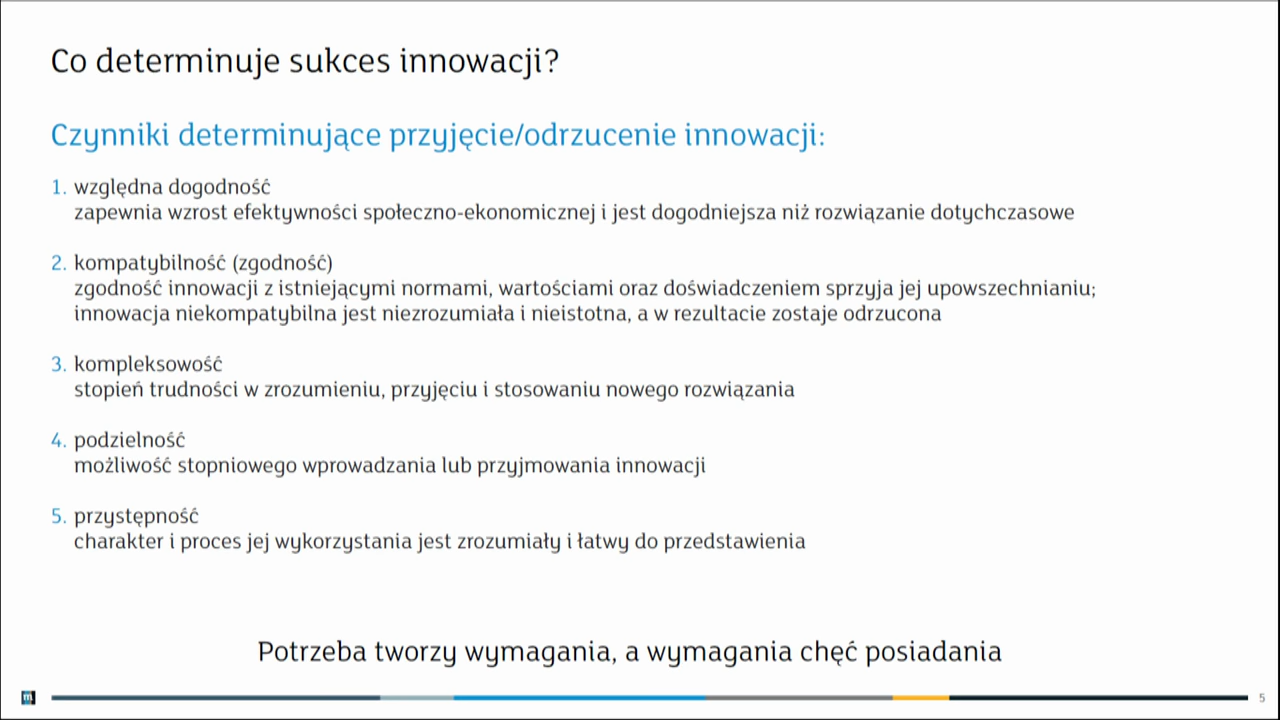 Co determinuje sukces innowacji?
Czynniki determinujące przyjęcie/odrzucenie innowacji:
1. względna dogodność
zapewnia wzrost efektywności społeczno-ekonomicznej i jest dogodniejsza niż rozwiązanie dotychczasowe
2. kompatybilność (zgodność)
zgodność innowacji z istniejącymi normami, wartościami oraz doświadczeniem sprzyja jej upowszechnianiu;
innowacja niekompatybilna jest niezrozumiała i nieistotna, a w rezultacie zostaje odrzucona
3. kompleksowość
stopień trudności w zrozumieniu, przyjęciu i stosowaniu nowego rozwiązania
4. podzielność
możliwość stopniowego wprowadzania lub przyjmowania innowacji
5. przystępność
charakter i proces jej wykorzystania jest zrozumiały i łatwy do przedstawienia
Potrzeba tworzy wymagania, a wymagania chęć posiadania
m
5